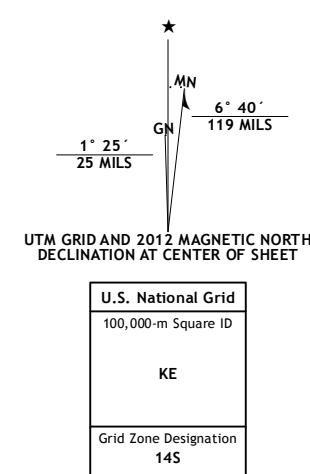 ★
MN
GN
6° 40´
119 MILS
1° 25´
25 MILS
UTM GRID AND 2012 MAGNETIC NORTH
DECLINATION AT CENTER OF SHEET
U.S. National Grid
100,000-m Square ID
KE
Grid Zone Designation
14S